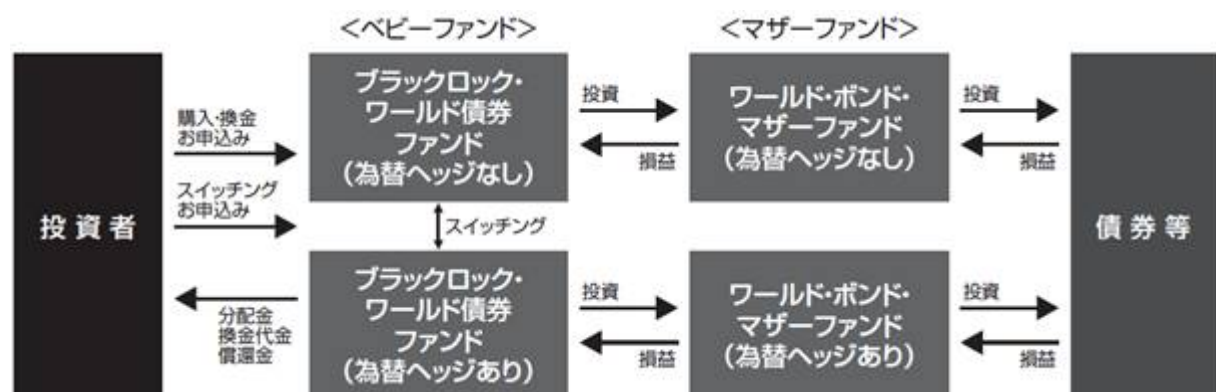 ＜ベビーファンド＞
＜マザーファンド＞
投資者
購入・換金
お申込み
スイッチング
お申込み
分配金
換金代金
償還金
ブラックロック・
ワールド債券
ファンド
（為替ヘッジなし）
スイッチング
ブラックロック・
ワールド債券
ファンド
（為替ヘッジあり）
投資
損益
投資
損益
ワールド・ボンド・
マザーファンド
（為替ヘッジなし）
ワールド・ボンド・
マザーファンド
（為替ヘッジあり）
投資
損益
投資
損益
債券等